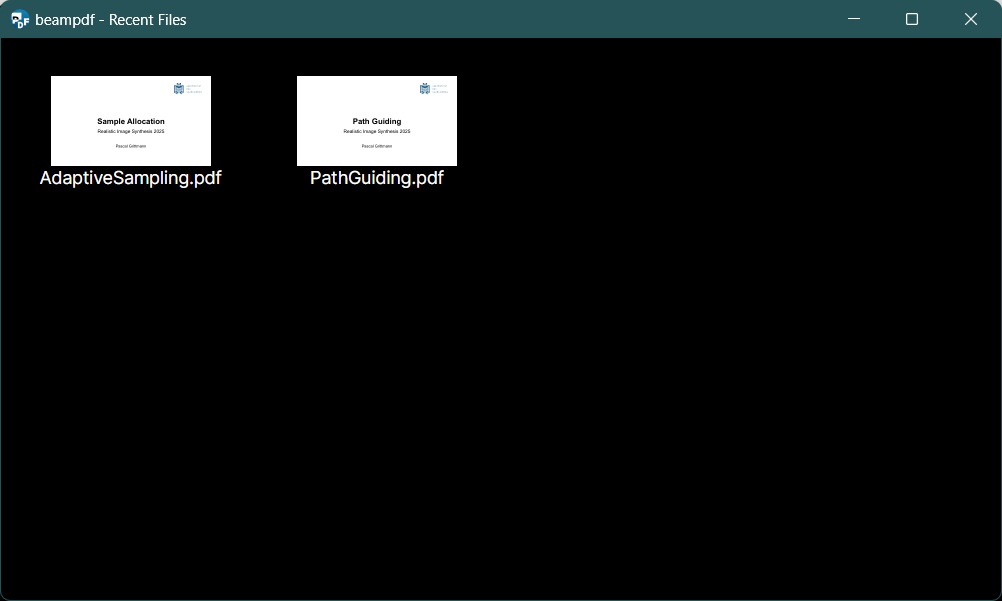 beampdf - Recent Files
Sample Allocation
Realistic Image Synthesis 2025
Pascal Grittmann
AdaptiveSampling.pdf
Path Guiding
Realistic Image Synthesis 2025
Pascal Grittmann
PathGuiding.pdf